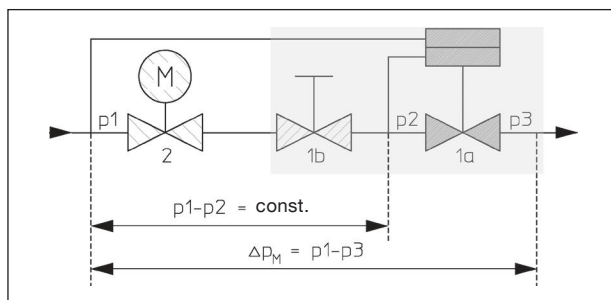 M
p1
p2
p3
2
1b
1a
p1-p2 = const.
Δp_M = p1-p3